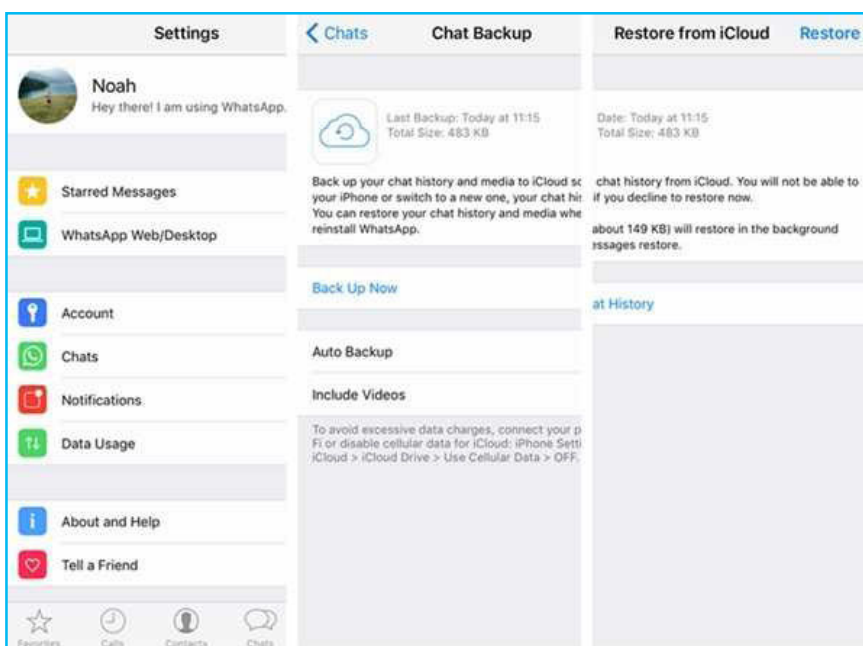 Settings
Noah
Hey there! I am using WhatsApp.
Starred Messages
WhatsApp Web/Desktop
Account
Chats
Notifications
Data Usage
About and Help
Tell a Friend
Favorites
Calls
Contacts
Chats
Chats
Chat Backup
Last Backup: Today at 11:15
Total Size: 483 KB
Back up your chat history and media to iCloud so
your iPhone or switch to a new one, your chat his
You can restore your chat history and media whe
reinstall WhatsApp.
Back Up Now
Auto Backup
Include Videos
To avoid excessive data charges, connect your p
Fi or disable cellular data for iCloud: iPhone Setti
iCloud > iCloud Drive > Use Cellular Data > OFF.
Restore from iCloud
Restore
Date: Today at 11:15
Total Size: 483 KB
chat history from iCloud. You will not be able to
if you decline to restore now.
about 149 KB) will restore in the background
essages restore.
at History